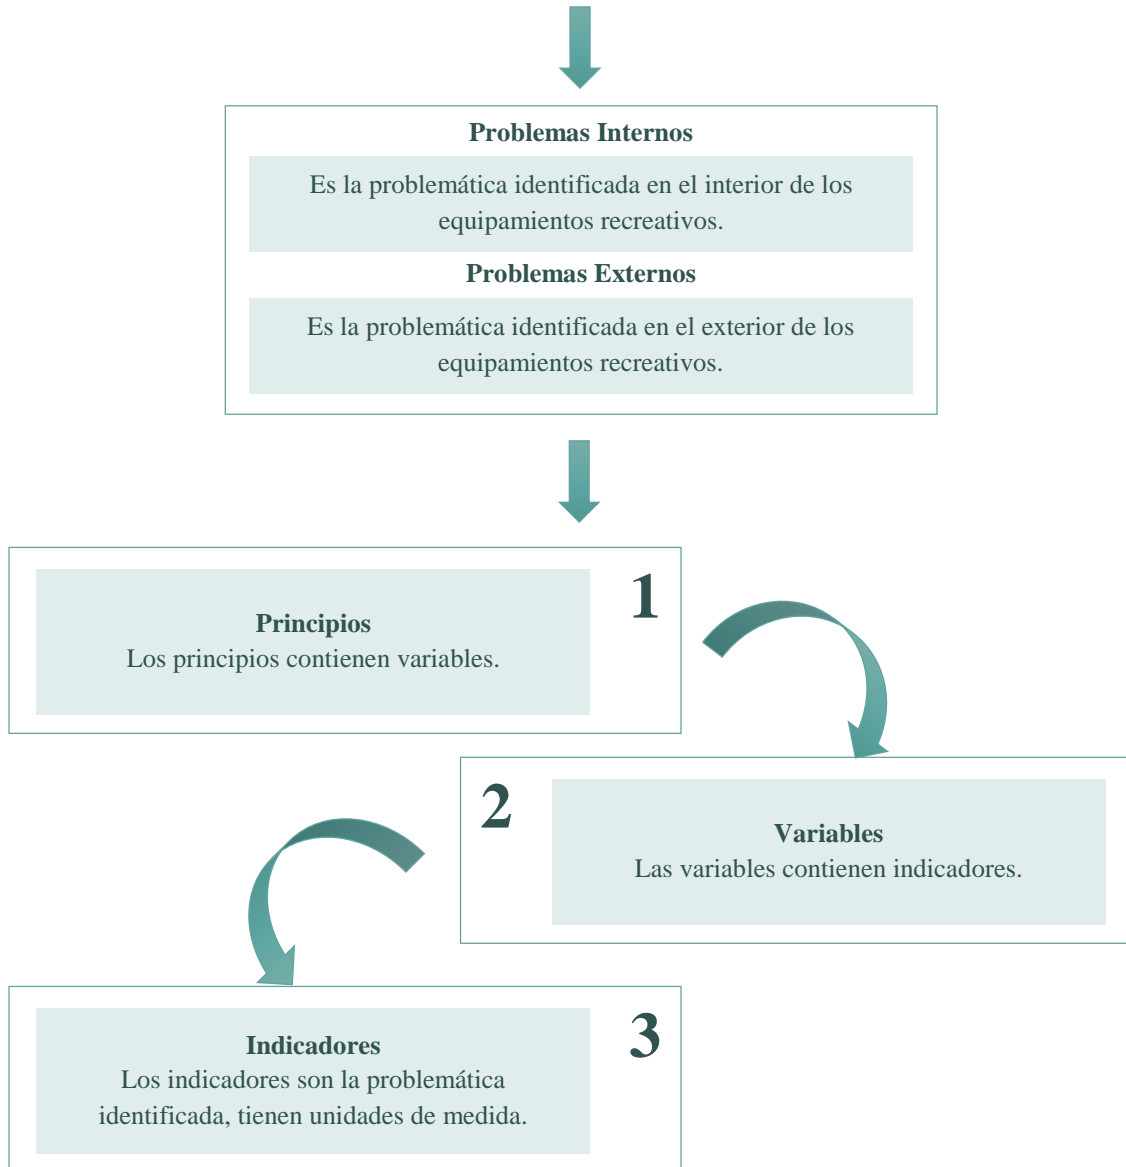 Problemas Internos
Es la problemática identificada en el interior de los
equipamientos recreativos.
Problemas Externos
Es la problemática identificada en el exterior de los
equipamientos recreativos.
1
Principios
Los principios contienen variables.
2
Variables
Las variables contienen indicadores.
3
Indicadores
Los indicadores son la problemática
identificada, tienen unidades de medida.